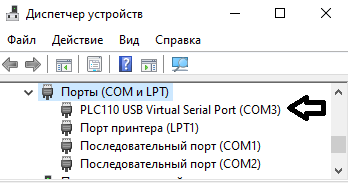 Диспетчер устройств
Файл Действие Вид Справка
Порты (COM и LPT)
PLC110 USB Virtual Serial Port (COM3)
Порт принтера (LPT1)
Последовательный порт (COM1)
Последовательный порт (COM2)